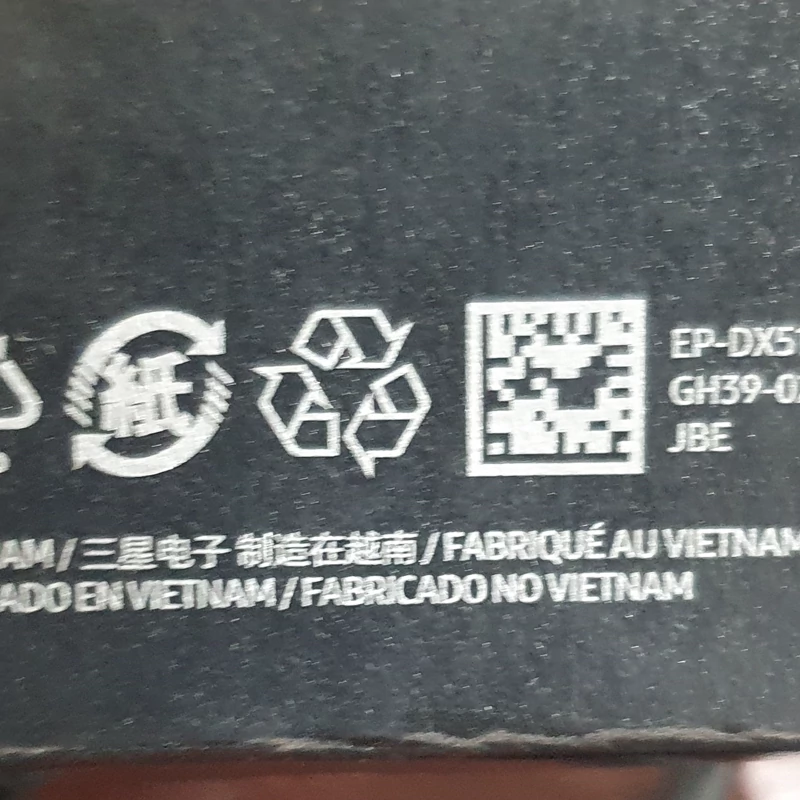 紙
EP-DX51
GH39-0
JBE
AM / 三星电子 制造在越南 / FABRIQUÉ AU VIETNAM
ADO EN VIETNAM / FABRICADO NO VIETNAM